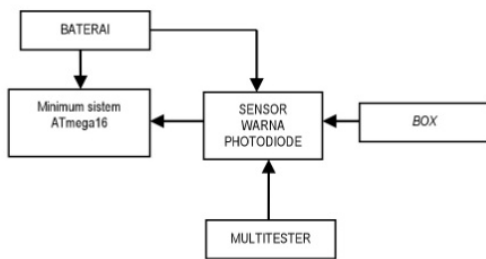 BATERAI
Minimum sistem
ATmega16
SENSOR
WARNA
PHOTODIODE
BOX
MULTITESTER